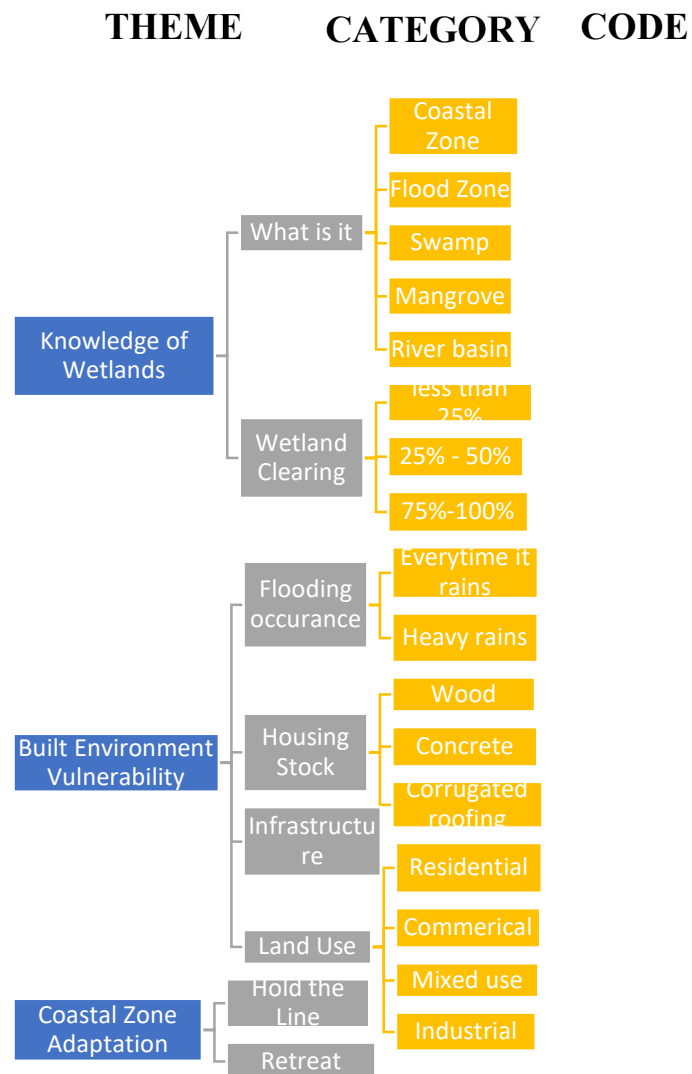 THEME CATEGORY CODE
Knowledge of
Wetlands
What is it
Coastal
Zone
Flood Zone
Swamp
Mangrove
River basin
Wetland
Clearing
less than
25%
25% - 50%
75%-100%
Built Environment
Vulnerability
Flooding
occurance
Everytime it
rains
Heavy rains
Housing
Stock
Wood
Concrete
Corrugated
roofing
Infrastructu
re
Land Use
Residential
Commerical
Mixed use
Industrial
Coastal Zone
Adaptation
Hold the
Line
Retreat